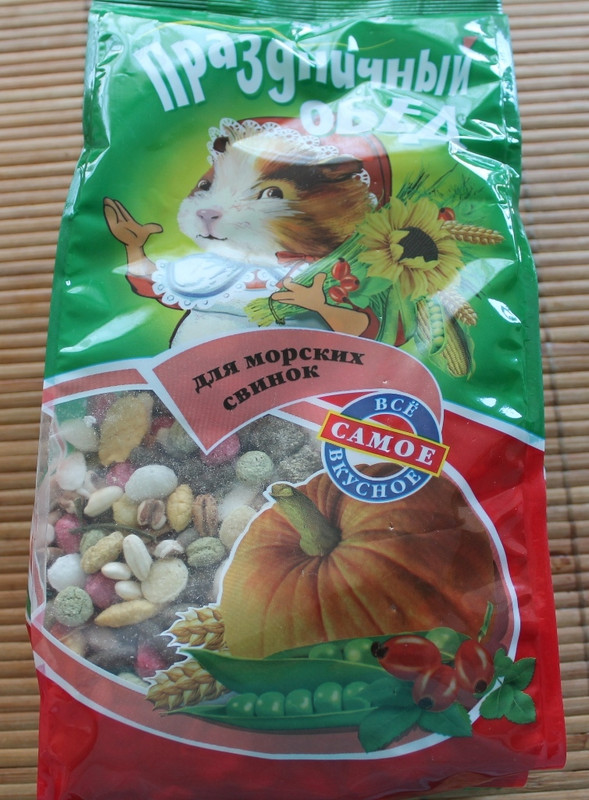 Праздничный
обед
для морских
свинок
ВСЁ
САМОЕ
ВКУСНОЕ